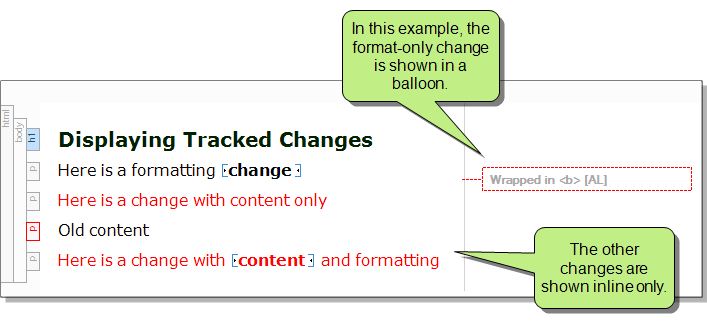 In this example, the
format-only change
is shown in a
balloon.
html
body
h1
Displaying Tracked Changes
p
Here is a formatting change
Wrapped in <b> [AL]
p
Here is a change with content only
p
Old content
p
Here is a change with content and formatting
The other
changes are
shown inline only.